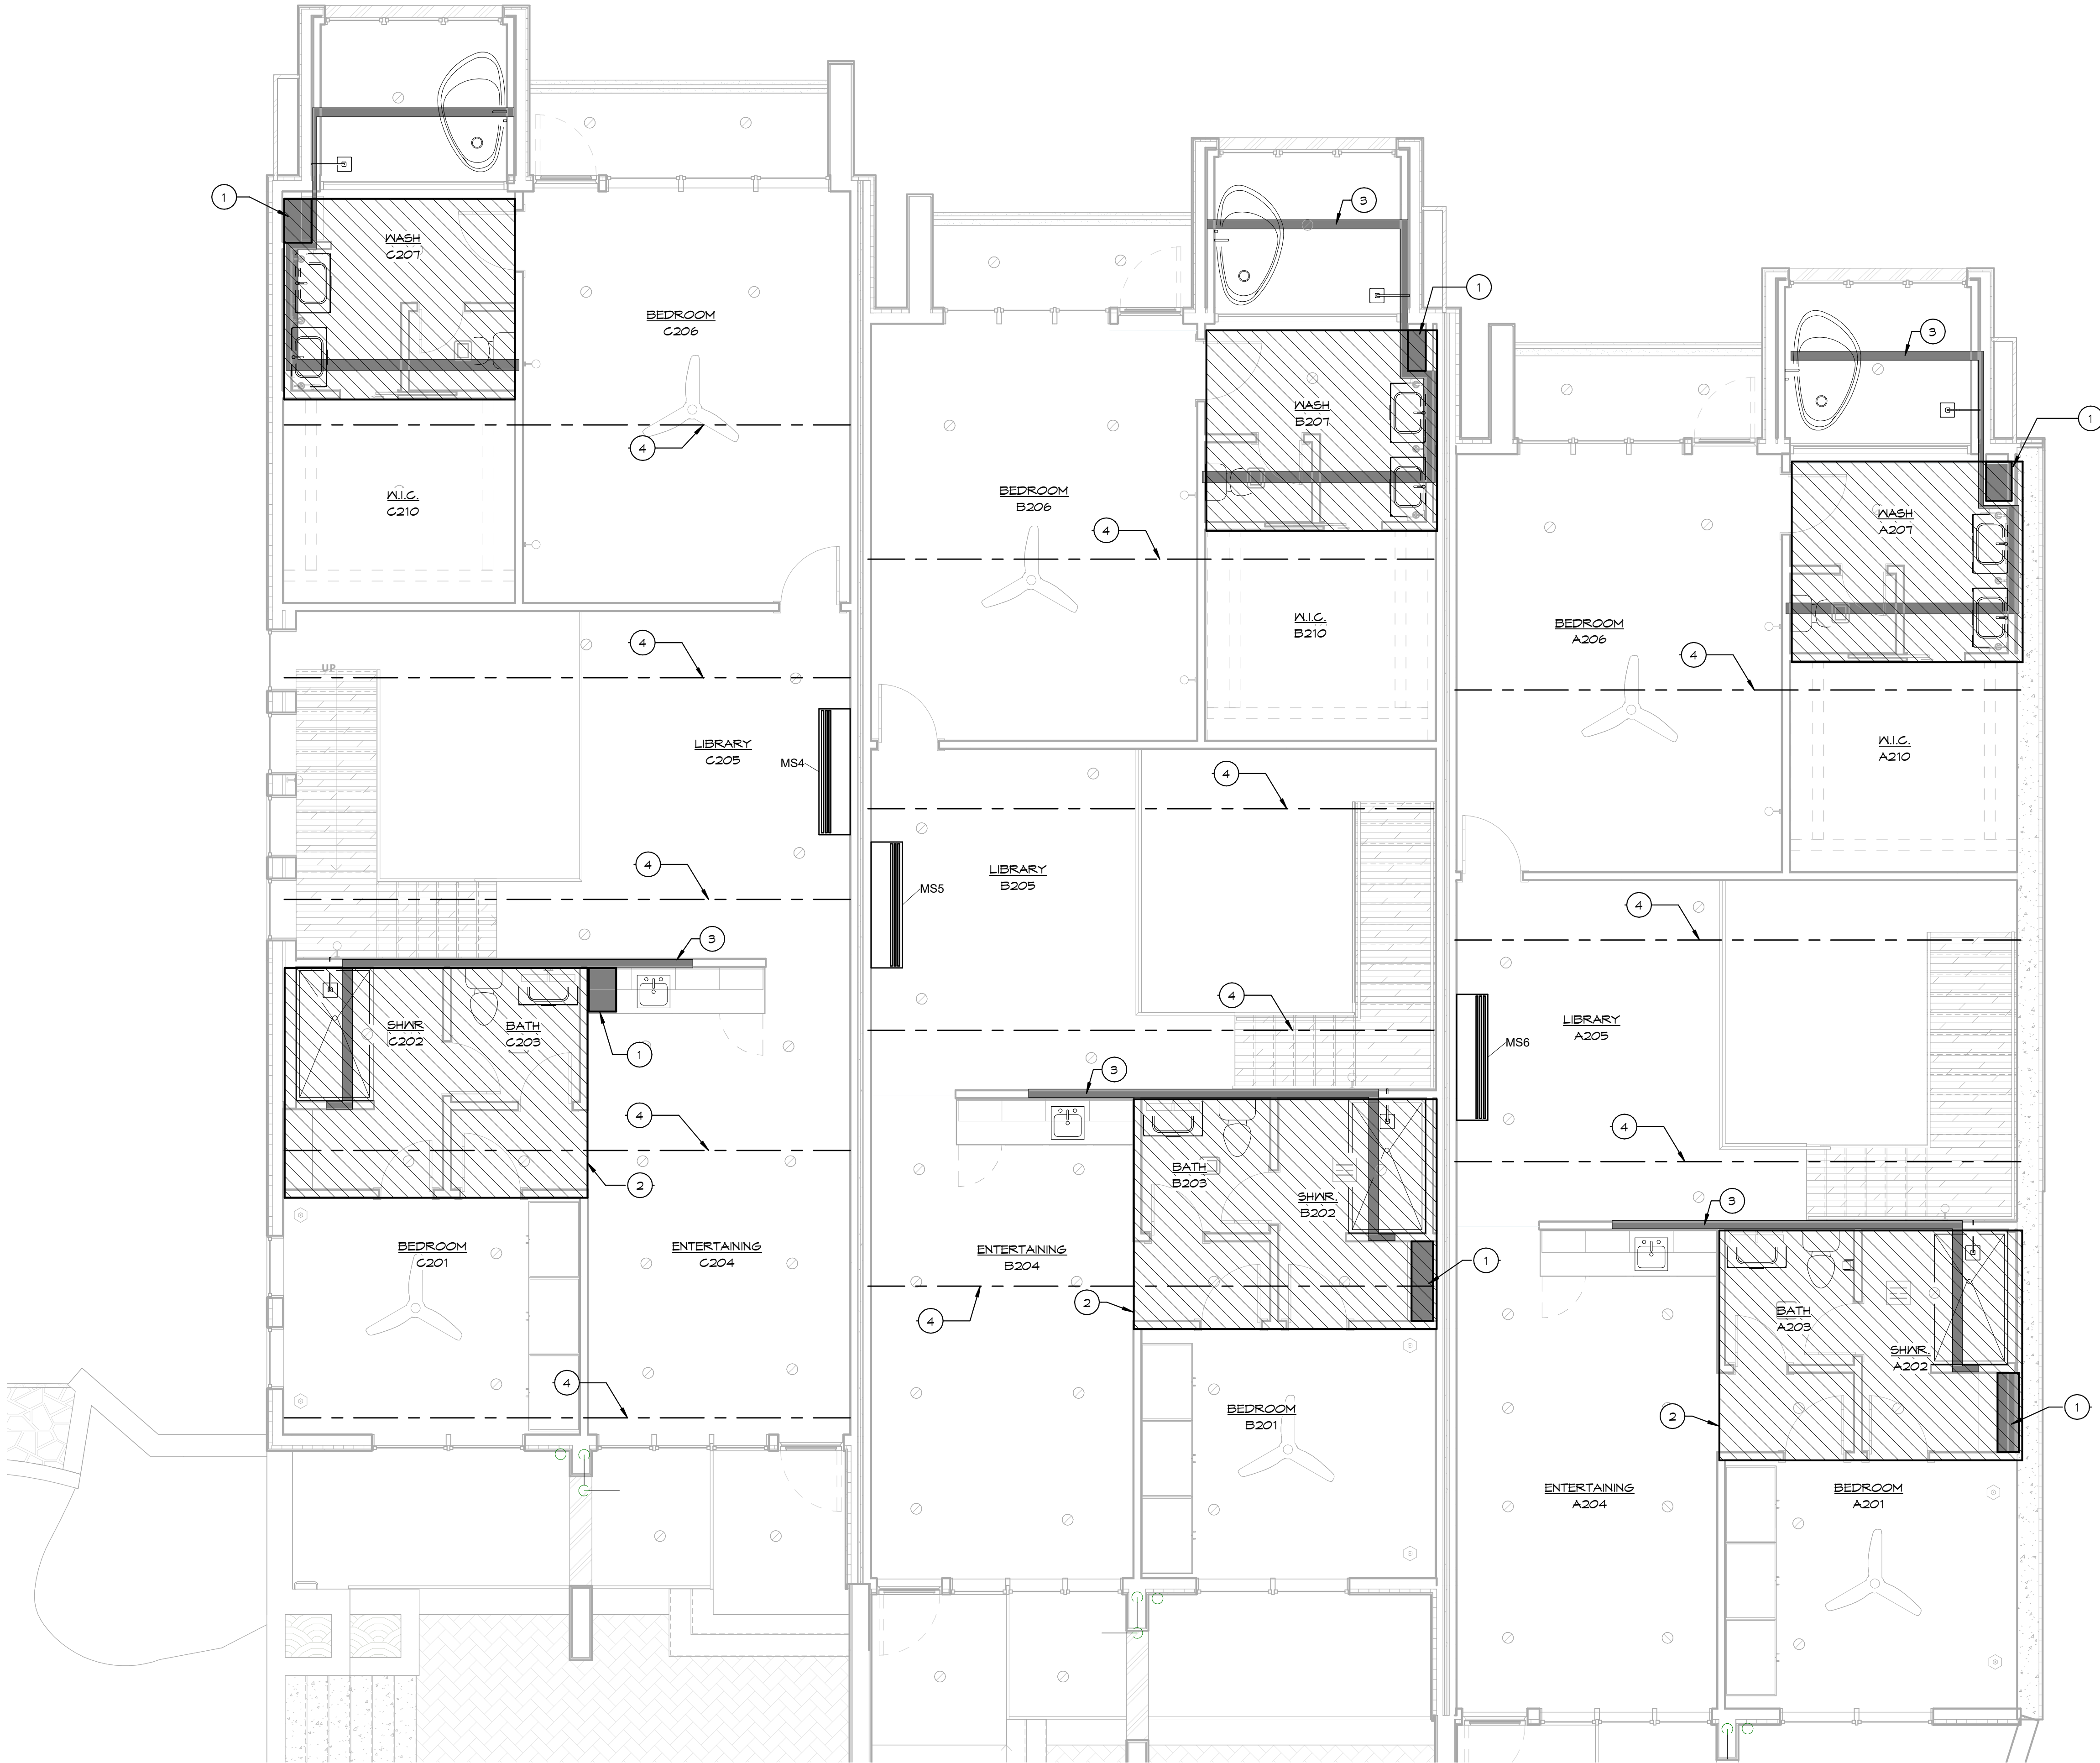 1
WASH
C207
BEDROOM
C206
4
W.I.C.
C210
4
UP
LIBRARY
C205
MS4
4
3
SHWR
C202
BATH
C203
1
4
2
BEDROOM
C201
ENTERTAINING
C204
4
3
1
WASH
B207
BEDROOM
B206
4
W.I.C.
B210
4
LIBRARY
B205
MS5
4
3
BATH
B203
SHWR.
B202
ENTERTAINING
B204
1
2
4
BEDROOM
B201
3
1
WASH
A207
BEDROOM
A206
4
W.I.C.
A210
4
LIBRARY
A205
MS6
4
3
BATH
A203
SHWR.
A202
1
2
ENTERTAINING
A204
BEDROOM
A201